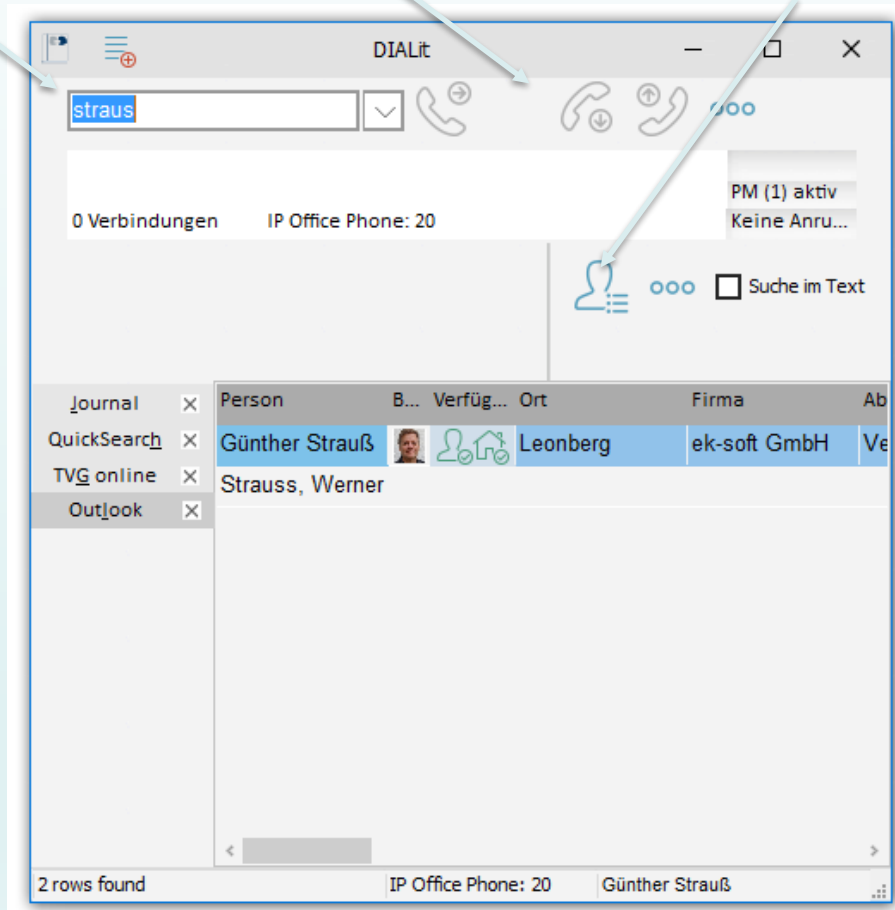 DIALit
straus
PM (1) aktiv
0 Verbindungen IP Office Phone: 20 Keine Anru...
Suche im Text
Journal
QuickSearch
TVG online
Outlook
Person B... Verfüg... Ort Firma Ab
Günther Strauß Leonberg ek-soft GmbH Ve
Strauss, Werner
2 rows found IP Office Phone: 20 Günther Strauß